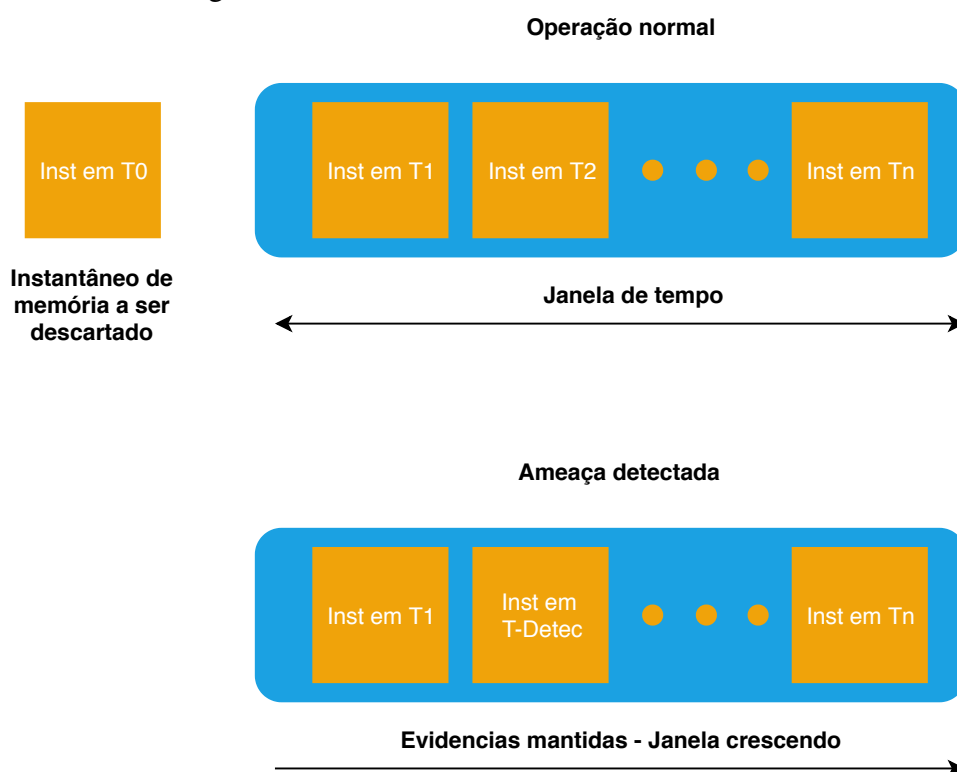 Operação normal
Inst em T0
Inst em T1
Inst em T2
Inst em Tn
Instantâneo de
memória a ser
descartado
Janela de tempo
Ameaça detectada
Inst em T1
Inst em
T-Detec
Inst em Tn
Evidencias mantidas - Janela crescendo